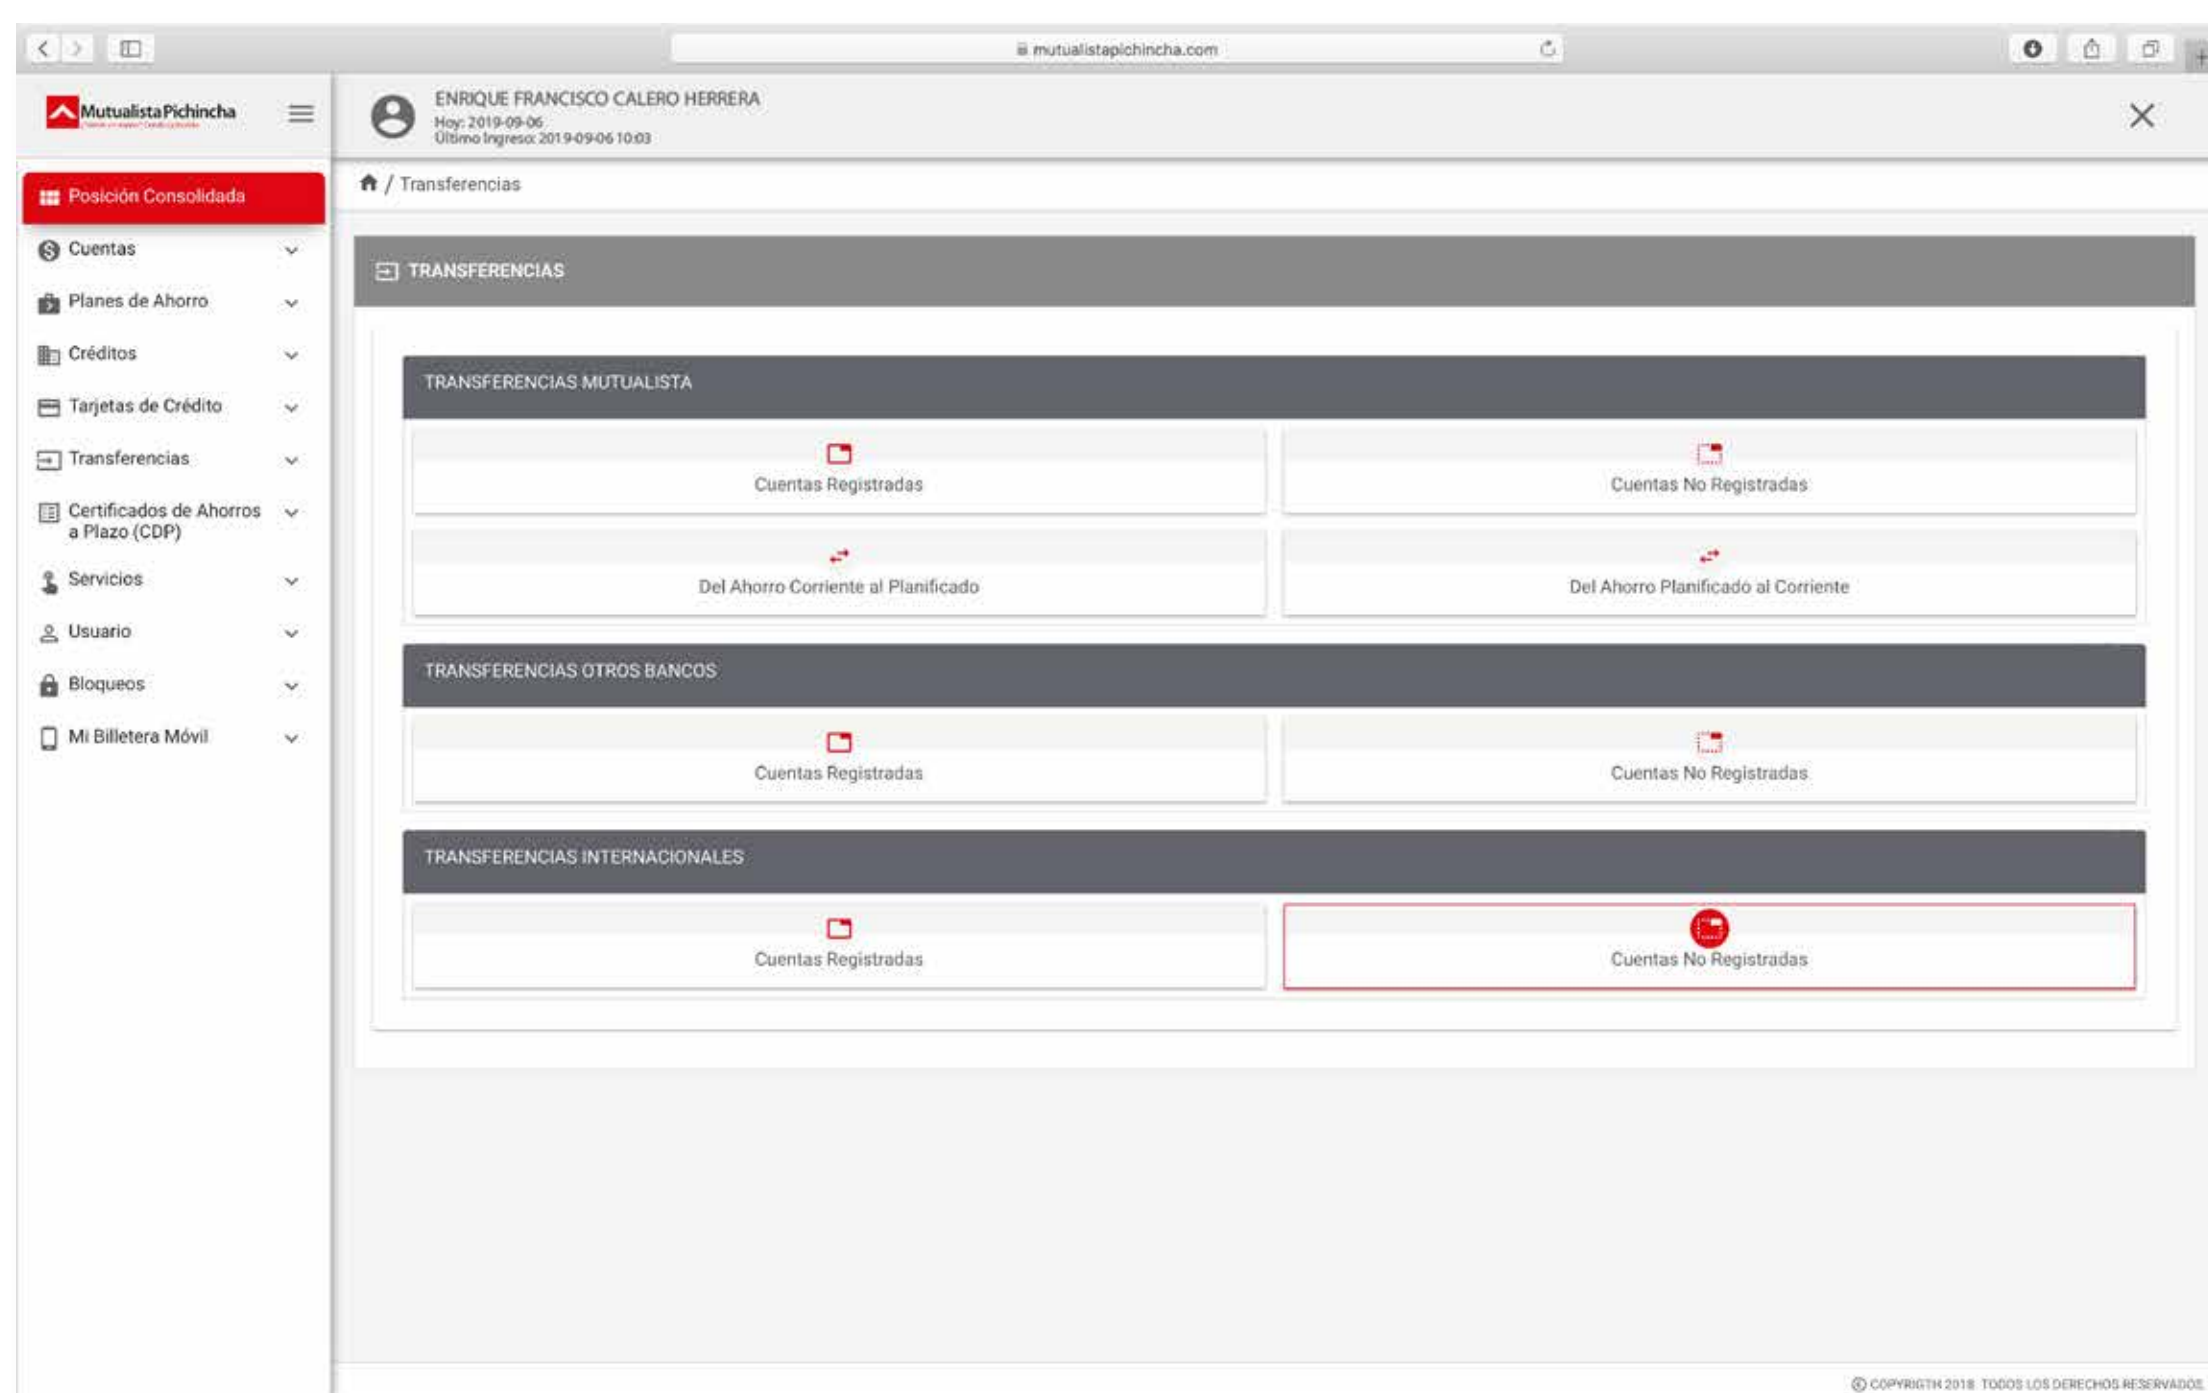 mutualistapichincha.com
MutualistaPichincha
ENRIQUE FRANCISCO CALERO HERRERA
Hoy: 2019-09-06
Último Ingreso: 2019-09-06 10:03
/ Transferencias
Posición Consolidada
Cuentas
Planes de Ahorro
Créditos
Tarjetas de Crédito
Transferencias
Certificados de Ahorros
a Plazo (CDP)
Servicios
Usuario
Bloqueos
Mi Billetera Móvil
TRANSFERENCIAS
TRANSFERENCIAS MUTUALISTA
Cuentas Registradas
Cuentas No Registradas
Del Ahorro Corriente al Planificado
Del Ahorro Planificado al Corriente
TRANSFERENCIAS OTROS BANCOS
Cuentas Registradas
Cuentas No Registradas
TRANSFERENCIAS INTERNACIONALES
Cuentas Registradas
Cuentas No Registradas
© COPYRIGTH 2018 TODOS LOS DERECHOS RESERVADOS